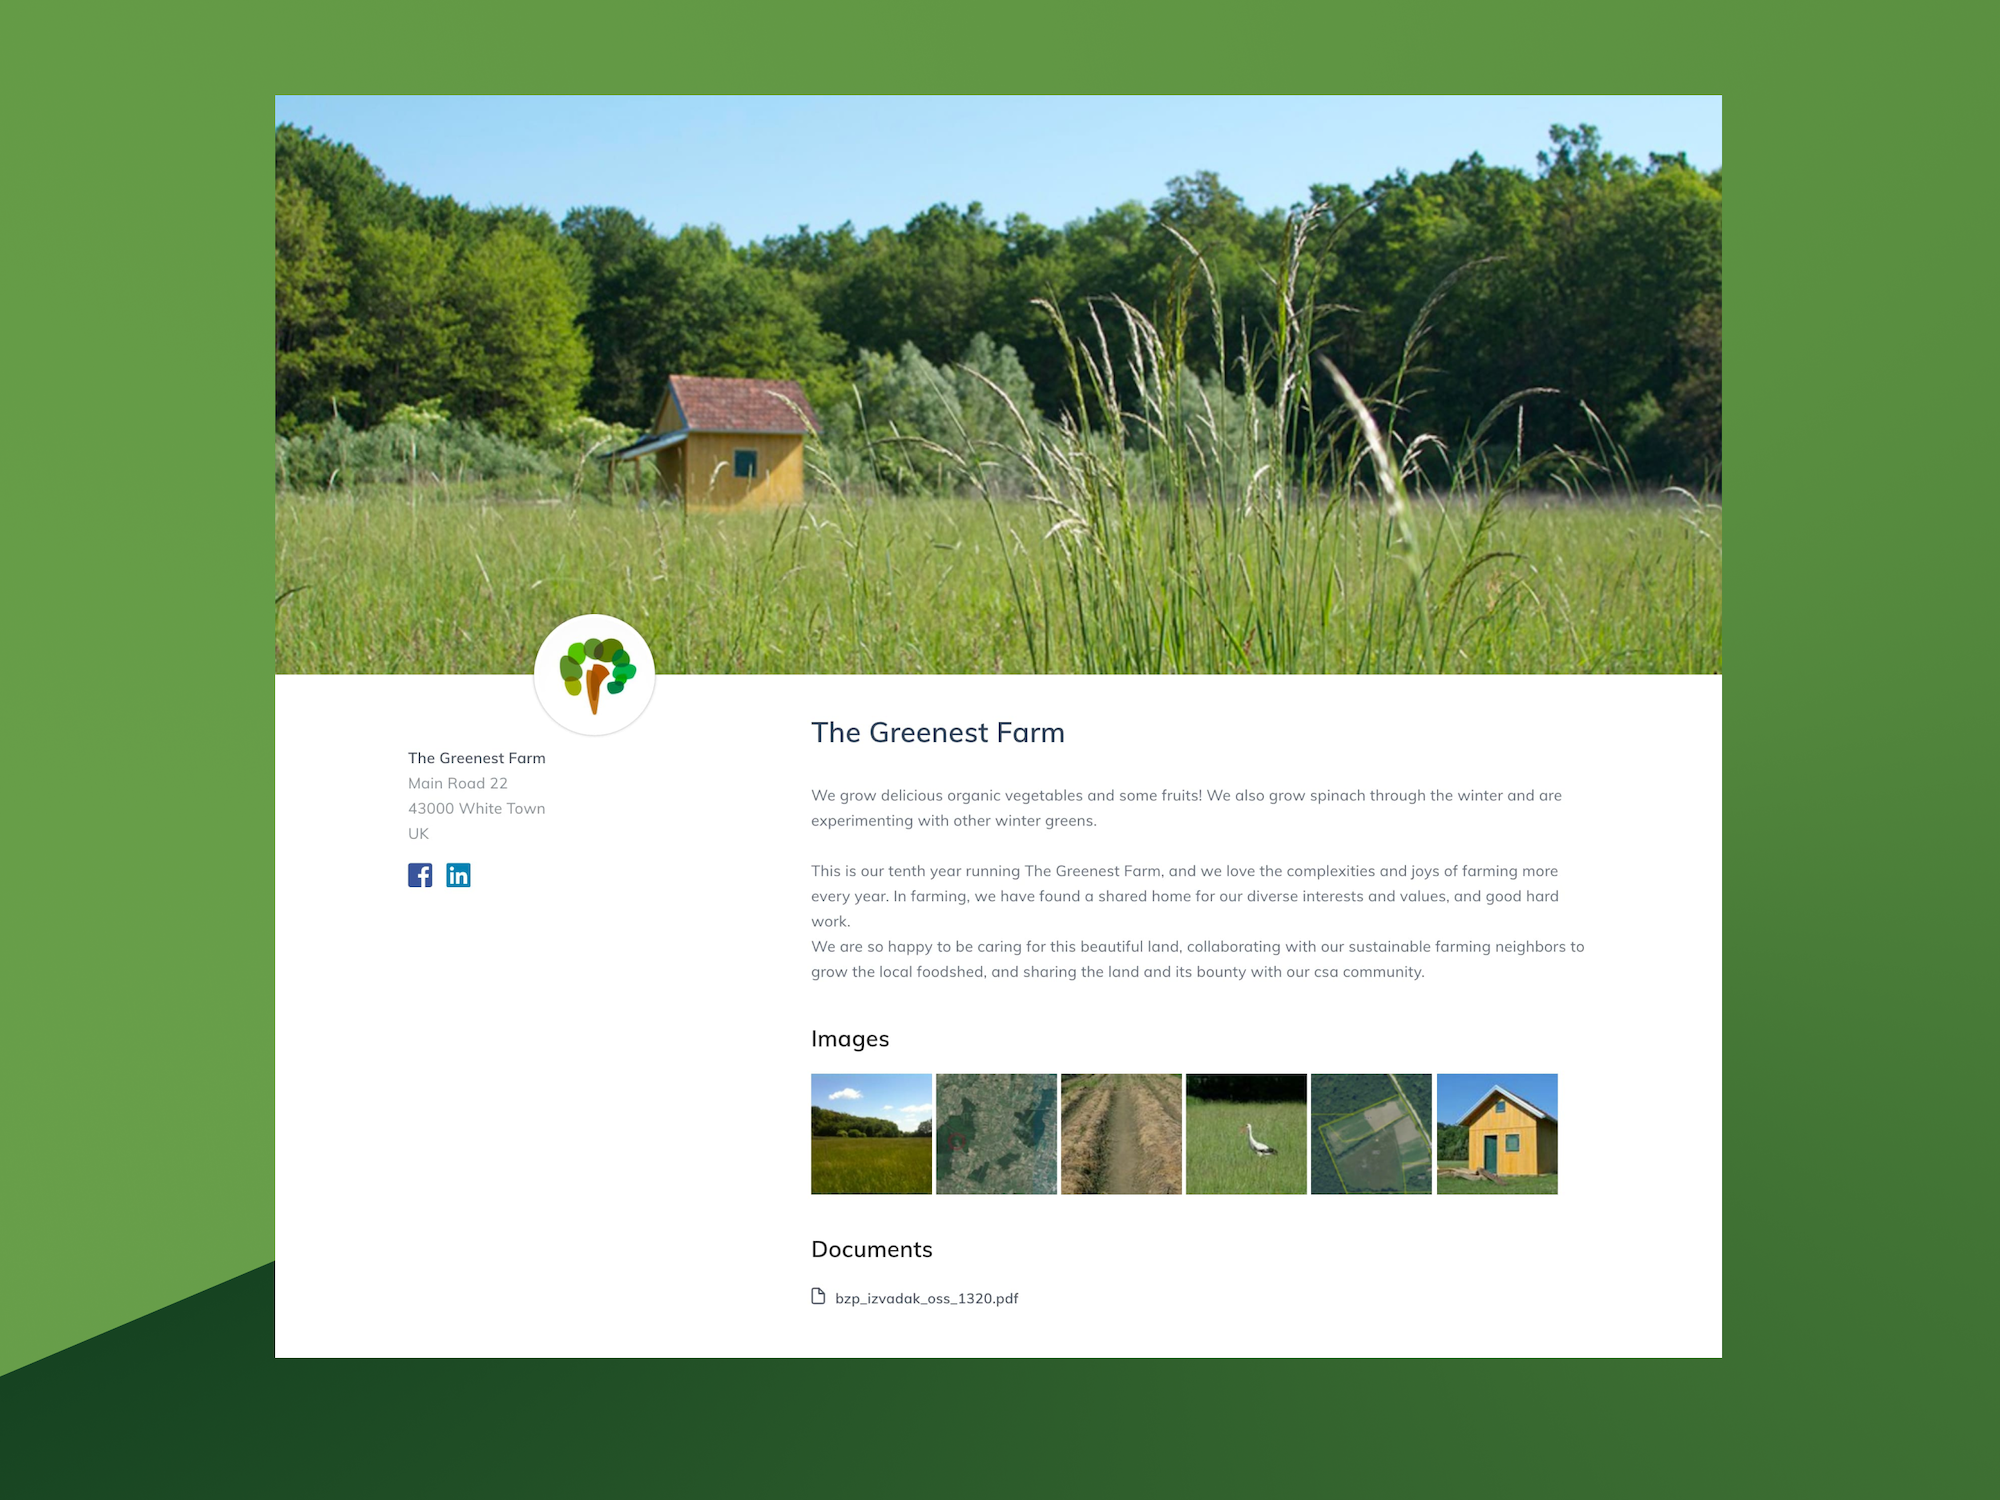 The Greenest Farm
Main Road 22
43000 White Town
UK
The Greenest Farm
We grow delicious organic vegetables and some fruits! We also grow spinach through the winter and are
experimenting with other winter greens.
This is our tenth year running The Greenest Farm, and we love the complexities and joys of farming more
every year. In farming, we have found a shared home for our diverse interests and values, and good hard
work.
We are so happy to be caring for this beautiful land, collaborating with our sustainable farming neighbors to
grow the local foodshed, and sharing the land and its bounty with our csa community.
Images
Documents
bzp_izvadak_oss_1320.pdf